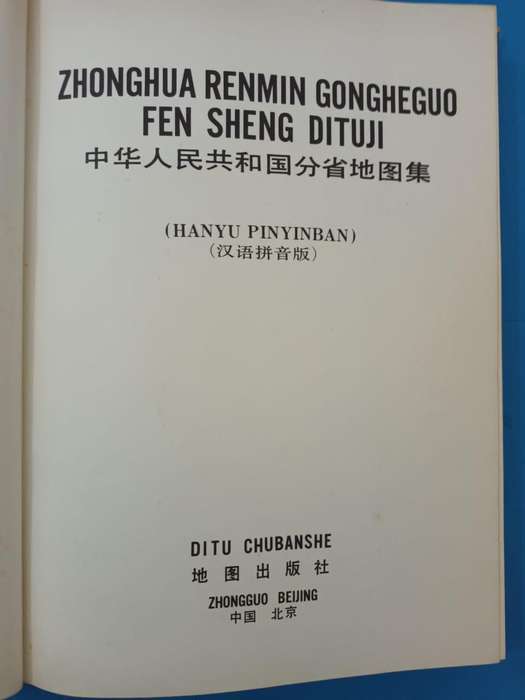 ZHONGHUA RENMIN GONGHEGUO
FEN SHENG DITUJI
中华人民共和国分省地图集
(HANYU PINYINBAN)
(汉语拼音版)
DITU CHUBANSHE
地图出版社
ZHONGGUO BEIJING
中国 北京